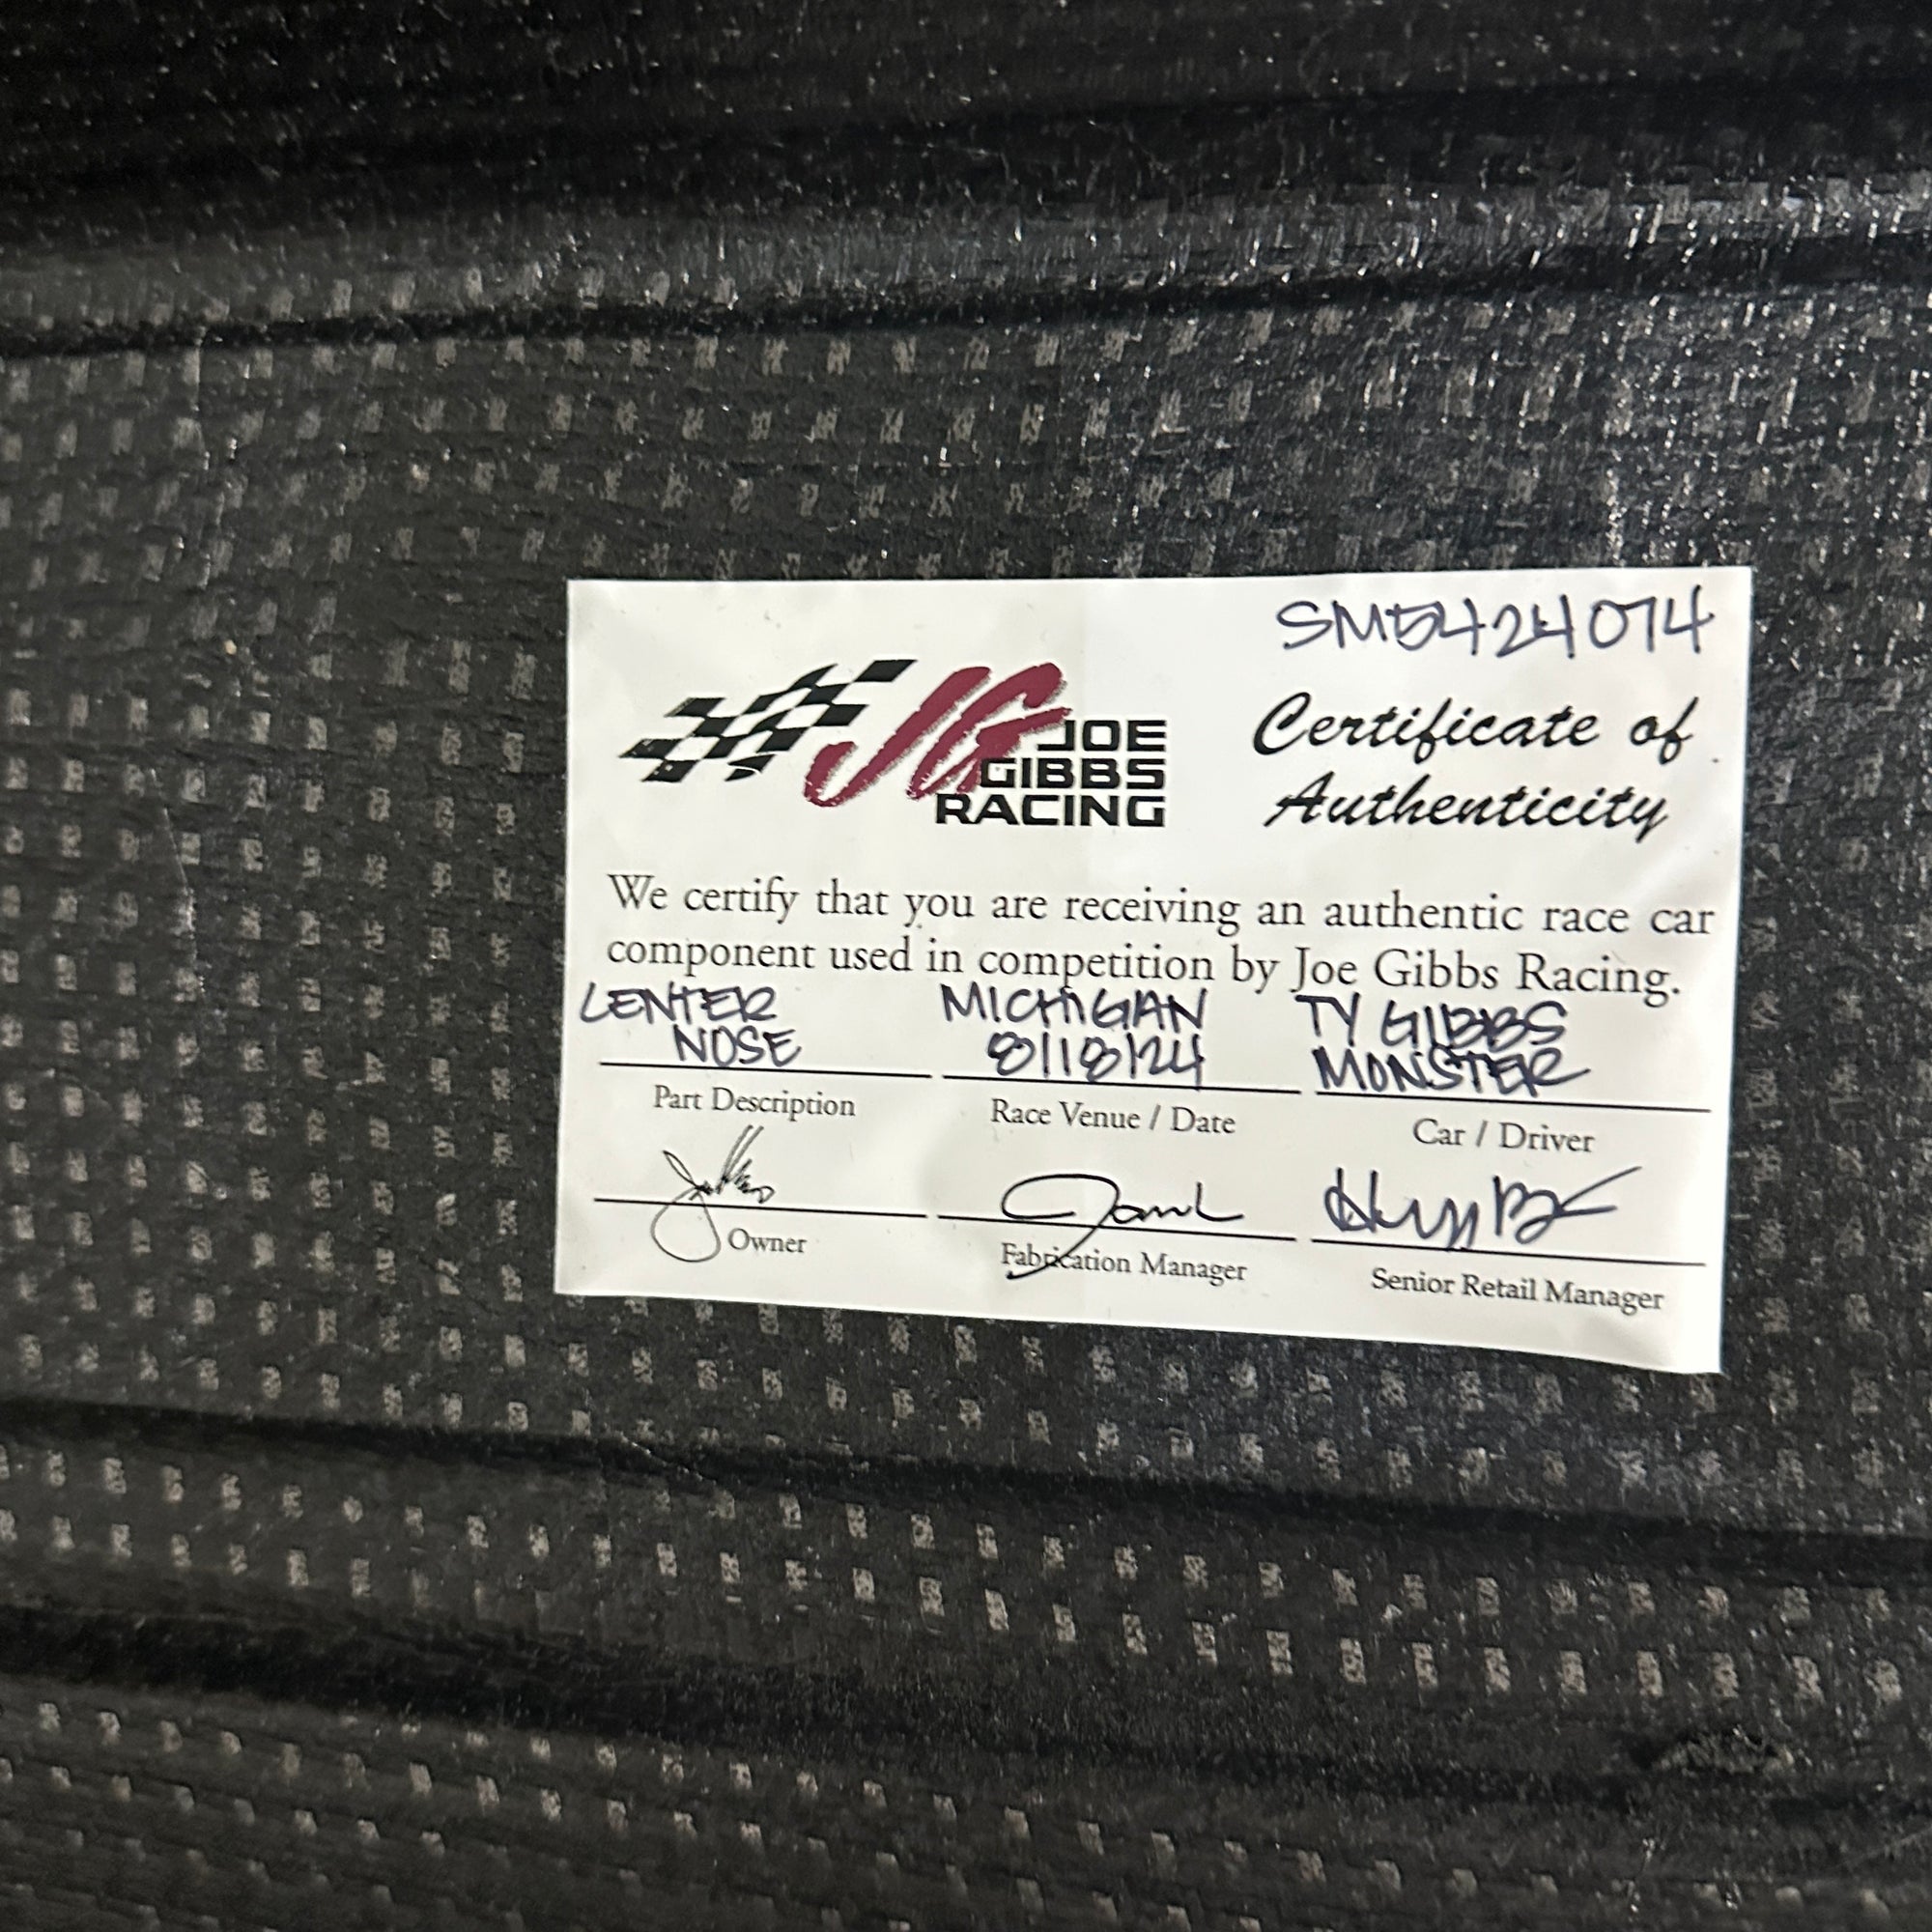 SM5424074
JG JOE
GIBBS
RACING
Certificate of
Authenticity
We certify that you are receiving an authentic race car
component used in competition by Joe Gibbs Racing.
CENTER
NOSE
MICHIGAN
8/18/24
TY GIBBS
MONSTER
Part Description
Race Venue / Date
Car / Driver
Owner
Fabrication Manager
Senior Retail Manager